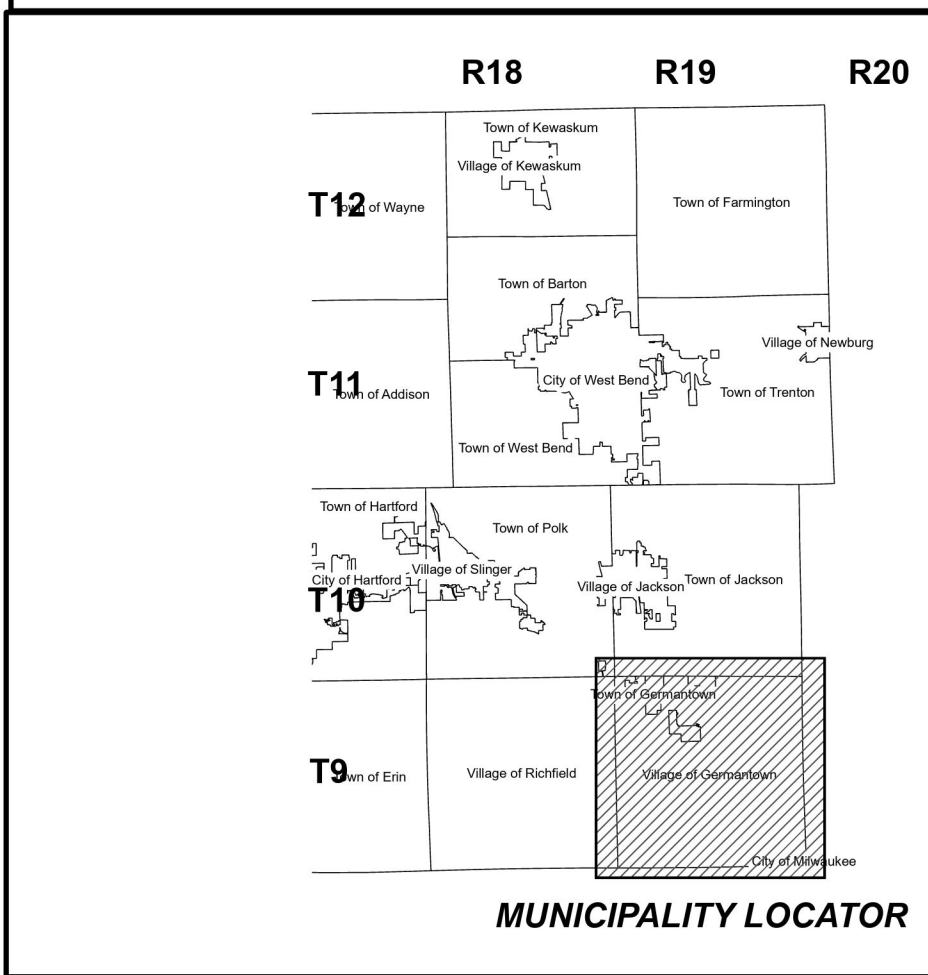 R18 R19 R20
Town of Kewaskum
Village of Kewaskum
T12
Town of Wayne
Town of Farmington
Town of Barton
Village of Newburg
T11
City of West Bend
Town of Addison
Town of Trenton
Town of West Bend
Town of Hartford
Town of Polk
Village of Slinger
City of Hartford
Village of Jackson
Town of Jackson
T10
Town of Germantown
T9
Town of Erin
Village of Richfield
Village of Germantown
City of Milwaukee
MUNICIPALITY LOCATOR